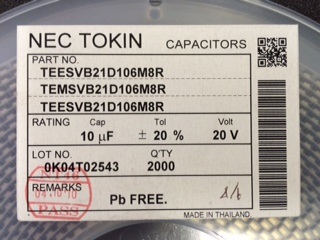 NEC TOKIN CAPACITORS
PART NO.
TEESVB21D106M8R
TEMSVB21D106M8R
TEESVB21D106M8R
RATING Cap Tol. Volt
10 µF ± 20 % 20 V
LOT NO. Q'TY
0K04T02543 2000
REMARKS
Pb FREE.
PASS
MADE IN THAILAND.